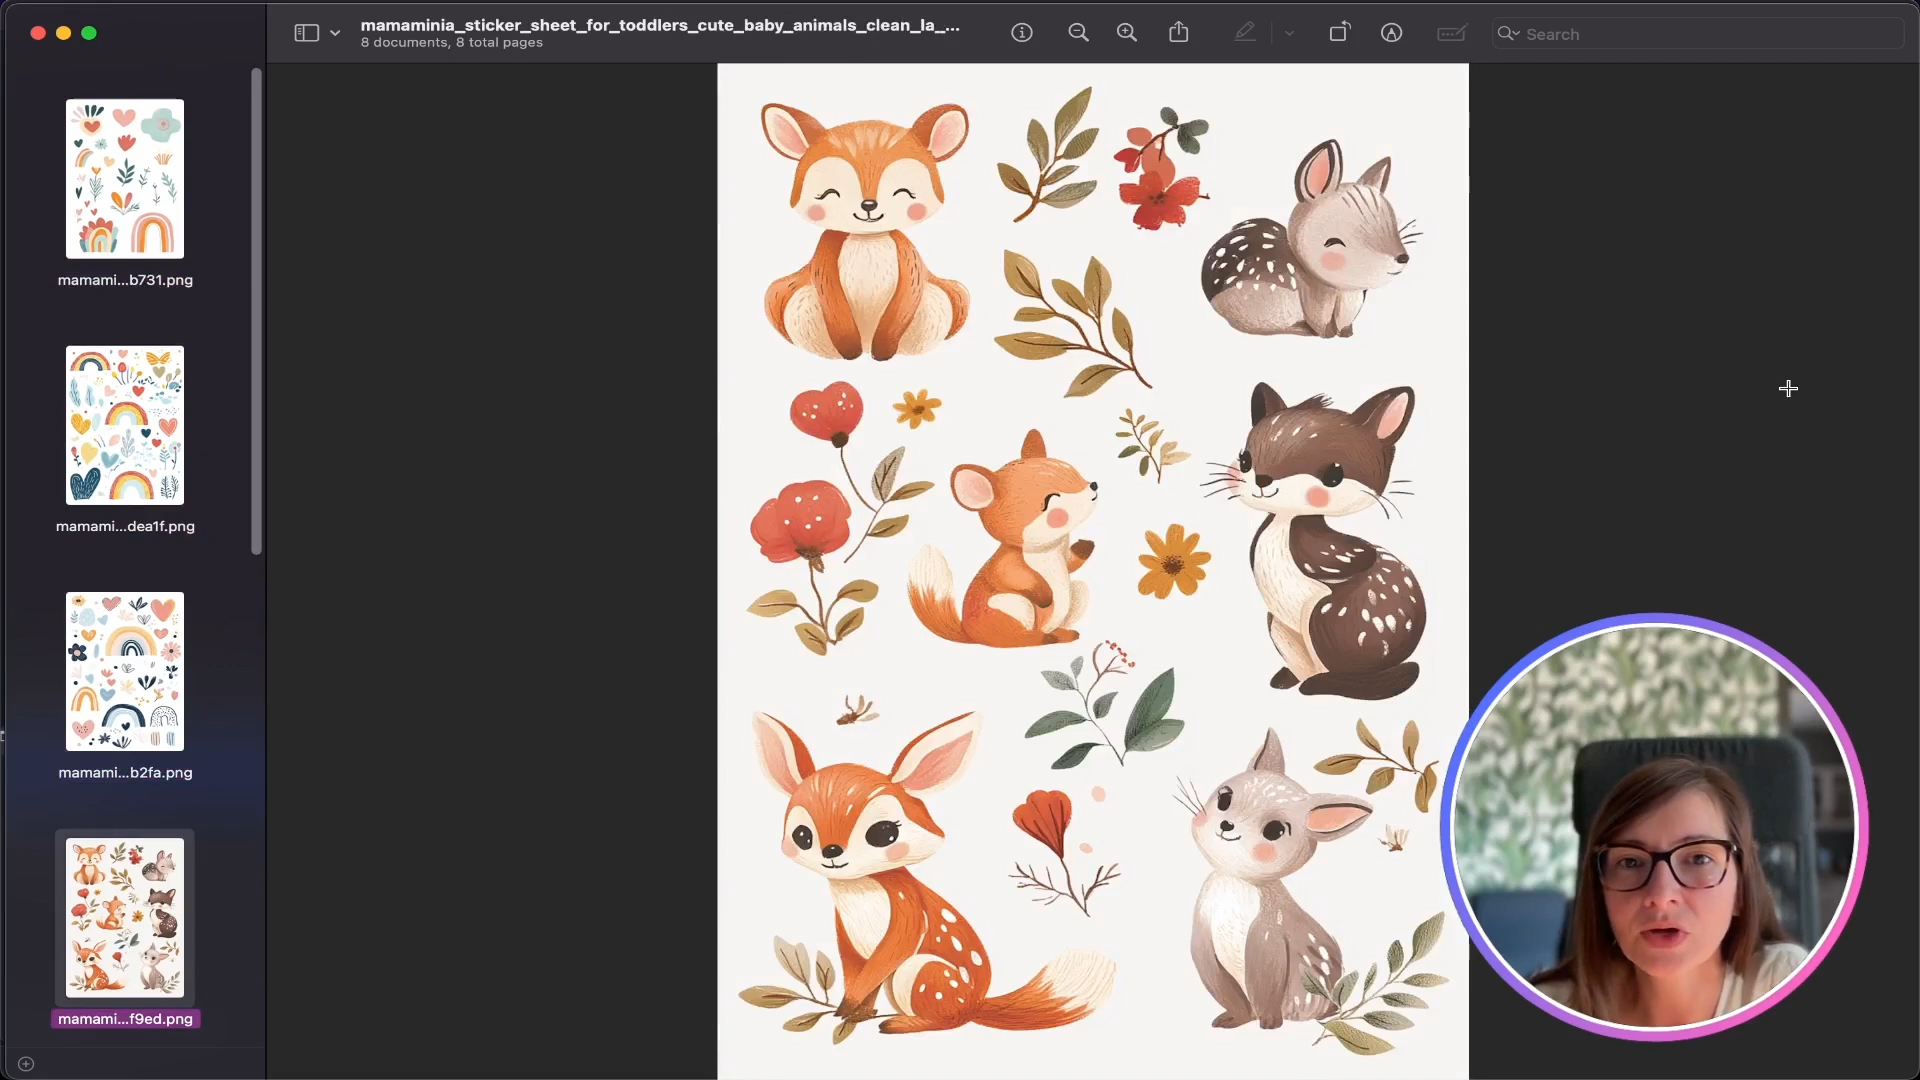 mamaminia_sticker_sheet_for_toddlers_cute_baby_animals_clean_la_...
8 documents, 8 total pages
Search
mamami...b731.png
mamami...dea1f.png
mamami...b2fa.png
mamami...f9ed.png